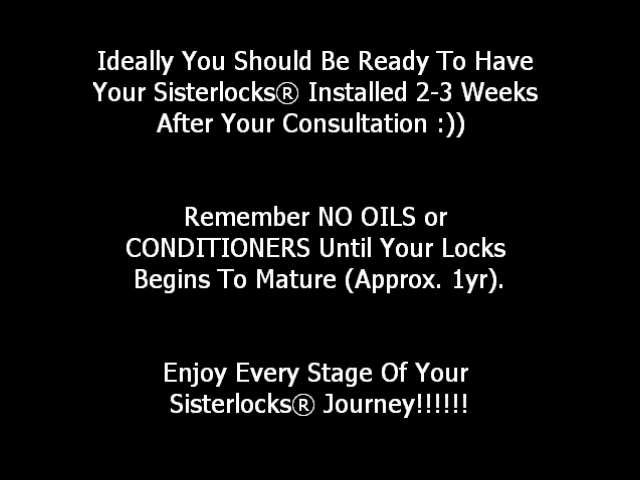 Ideally You Should Be Ready To Have
Your Sisterlocks® Installed 2-3 Weeks
After Your Consultation :))
Remember NO OILS or
CONDITIONERS Until Your Locks
Begins To Mature (Approx. 1yr).
Enjoy Every Stage Of Your
Sisterlocks® Journey!!!!!!